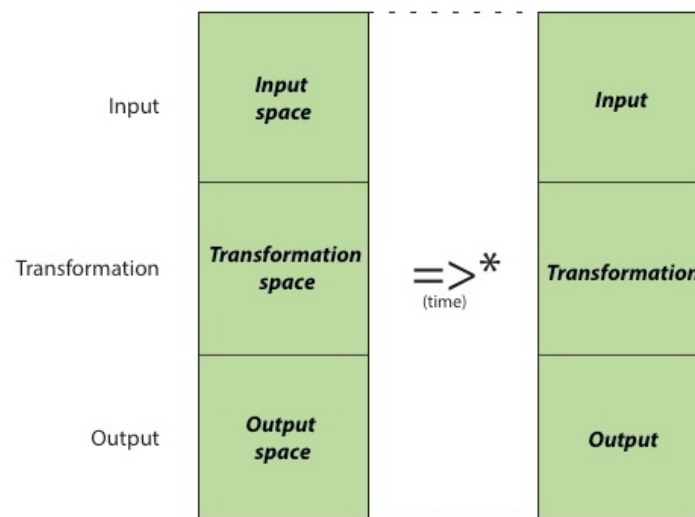 Input
Input
space
Input
Transformation
Transformation
space
=>*
(time)
Transformation
Output
Output
space
Output